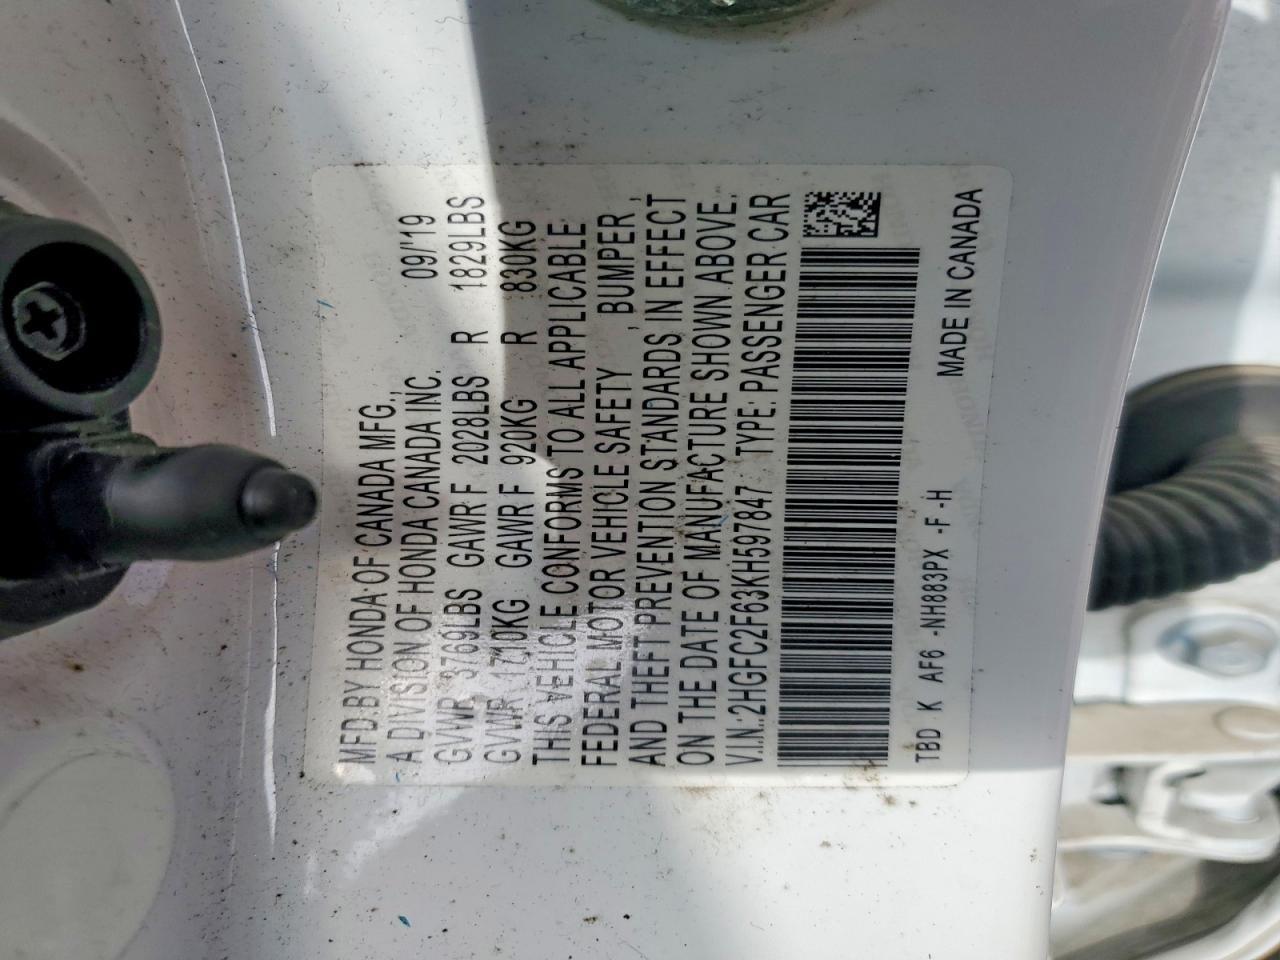 MFD.BY HONDA OF CANADA MFG.,
A DIVISION OF HONDA CANADA INC. 09/'19
GVWR 3769LBS GAWR F 2028LBS R 1829LBS
GVWR 1710KG GAWR F 920KG R 830KG
THIS VEHICLE CONFORMS TO ALL APPLICABLE
FEDERAL MOTOR VEHICLE SAFETY , BUMPER ,
AND THEFT PREVENTION STANDARDS IN EFFECT
ON THE DATE OF MANUFACTURE SHOWN ABOVE.
V.I.N.:2HGFC2F63KH597847 TYPE: PASSENGER CAR
TBD K AF6 -NH883PX -F -H MADE IN CANADA